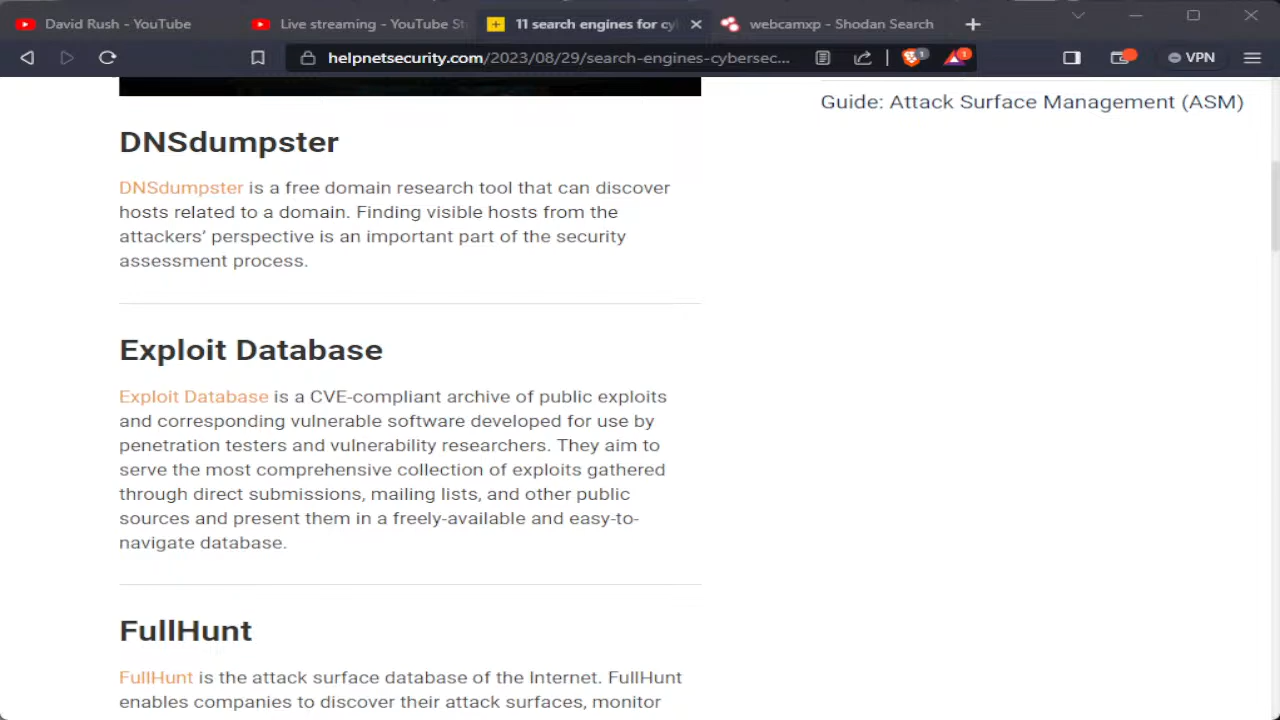 David Rush - YouTube
Live streaming - YouTube St
11 search engines for cy
webcamxp - Shodan Search
helpnetsecurity.com/2023/08/29/search-engines-cybersec...
1
1
VPN
Guide: Attack Surface Management (ASM)
DNSdumpster
DNSdumpster is a free domain research tool that can discover
hosts related to a domain. Finding visible hosts from the
attackers’ perspective is an important part of the security
assessment process.
Exploit Database
Exploit Database is a CVE-compliant archive of public exploits
and corresponding vulnerable software developed for use by
penetration testers and vulnerability researchers. They aim to
serve the most comprehensive collection of exploits gathered
through direct submissions, mailing lists, and other public
sources and present them in a freely-available and easy-to-
navigate database.
FullHunt
FullHunt is the attack surface database of the Internet. FullHunt
enables companies to discover their attack surfaces, monitor